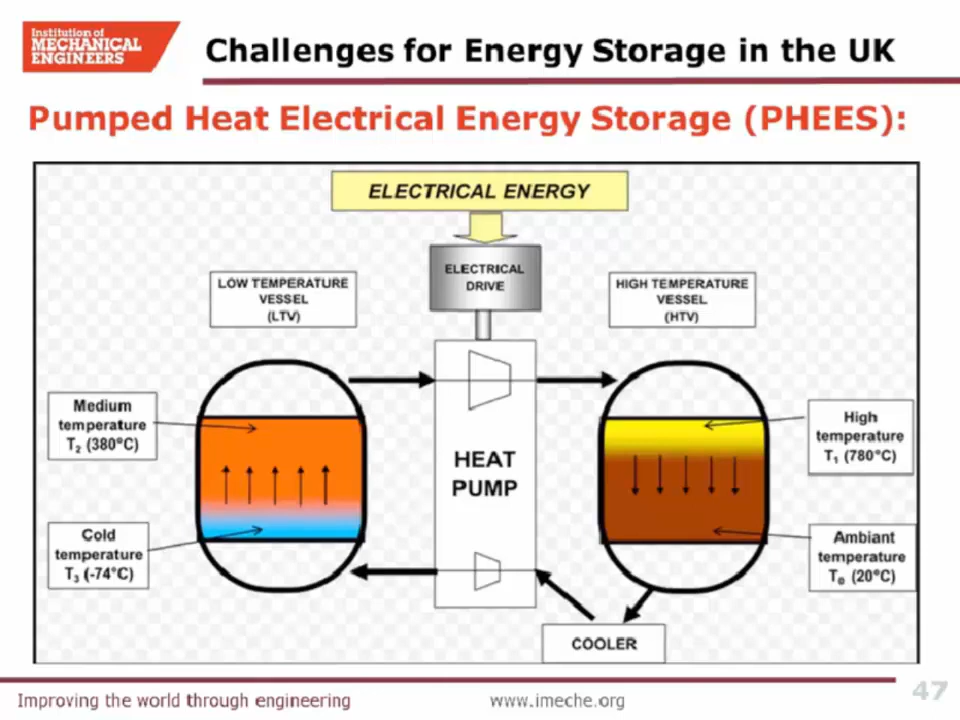 Institution of
MECHANICAL
ENGINEERS
Challenges for Energy Storage in the UK
Pumped Heat Electrical Energy Storage (PHEES):
ELECTRICAL ENERGY
ELECTRICAL
DRIVE
LOW TEMPERATURE
VESSEL
(LTV)
HIGH TEMPERATURE
VESSEL
(HTV)
Medium
temperature
T₂ (380°C)
High
temperature
T₁ (780°C)
HEAT
PUMP
Cold
temperature
T₃ (-74°C)
Ambiant
temperature
T₀ (20°C)
COOLER
Improving the world through engineering
www.imeche.org
47